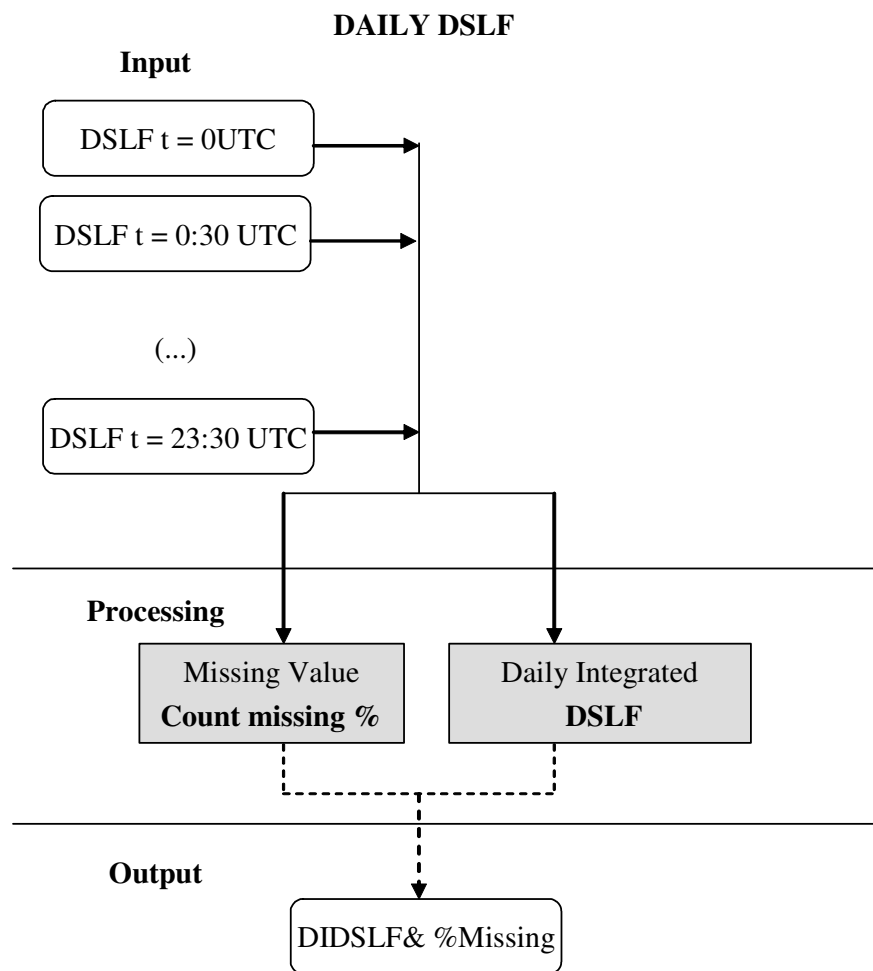 DAILY DSLF
Input
DSLF t = 0UTC
DSLF t = 0:30 UTC
(...)
DSLF t = 23:30 UTC
Processing
Missing Value
Count missing %
Daily Integrated
DSLF
Output
DIDSLF& %Missing